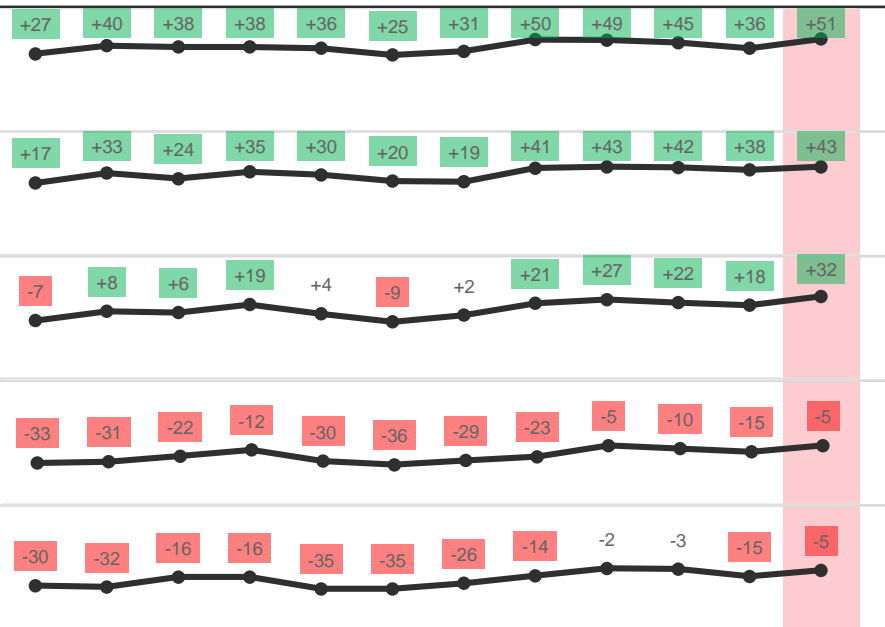 +27 +40 +38 +38 +36 +25 +31 +50 +49 +45 +36 +51
+17 +33 +24 +35 +30 +20 +19 +41 +43 +42 +38 +43
-7 +8 +6 +19 +4 -9 +2 +21 +27 +22 +18 +32
-33 -31 -22 -12 -30 -36 -29 -23 -5 -10 -15 -5
-30 -32 -16 -16 -35 -35 -26 -14 -2 -3 -15 -5